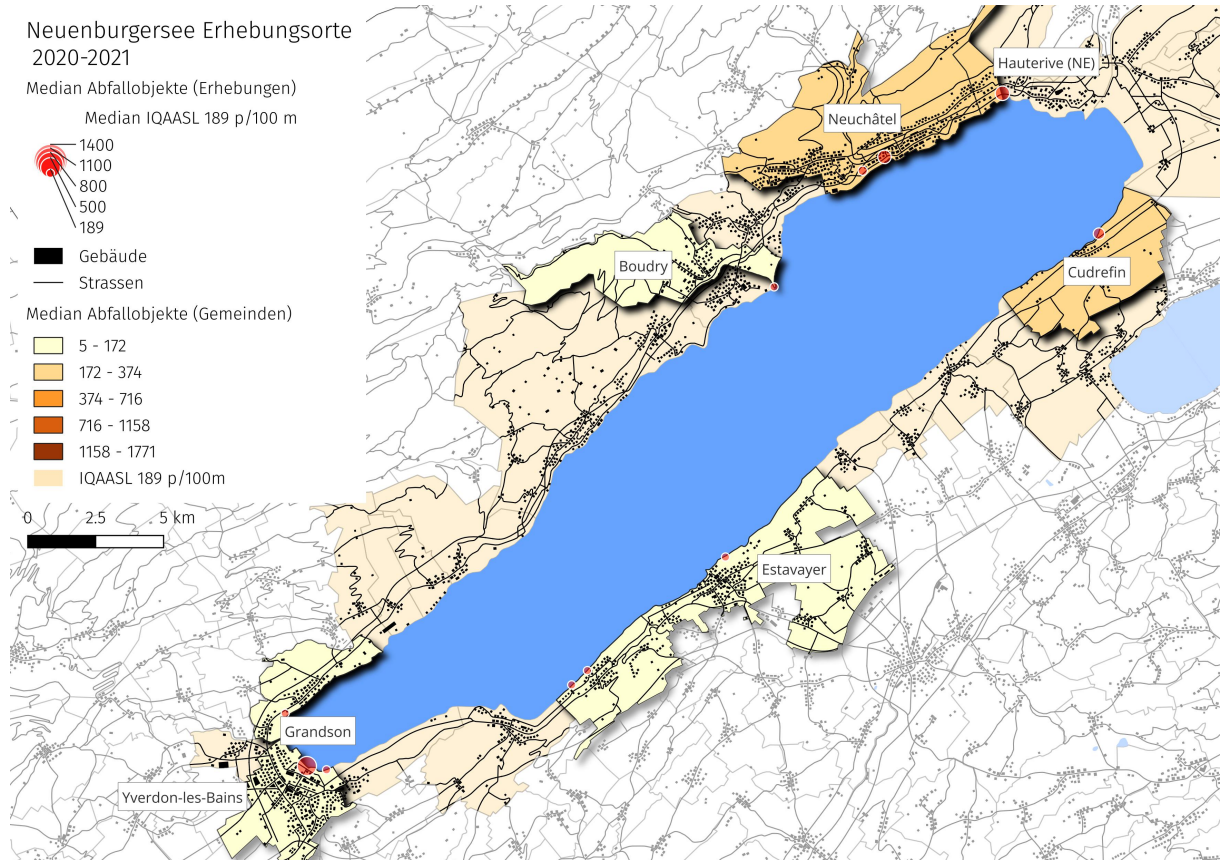 Neuenburgersee Erhebungsorte
2020-2021
Median Abfallobjekte (Erhebungen)
Median IQAASL 189 p/100 m
1400
1100
800
500
189
Gebäude
Strassen
Median Abfallobjekte (Gemeinden)
5 - 172
172 - 374
374 - 716
716 - 1158
1158 - 1771
IQAASL 189 p/100m
0 2.5 5 km
Hauterive (NE)
Neuchâtel
Boudry
Cudrefin
Estavayer
Grandson
Yverdon-les-Bains